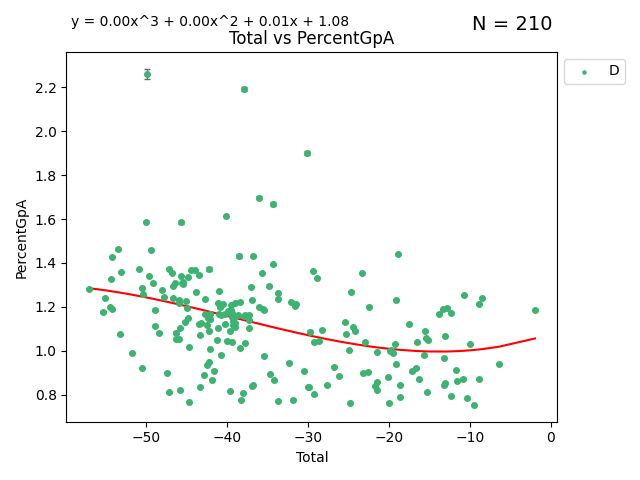 y = 0.00x^3 + 0.00x^2 + 0.01x + 1.08
N = 210
Total vs PercentGpA
D
PercentGpA
2.2
2.0
1.8
1.6
1.4
1.2
1.0
0.8
−50 −40 −30 −20 −10 0
Total